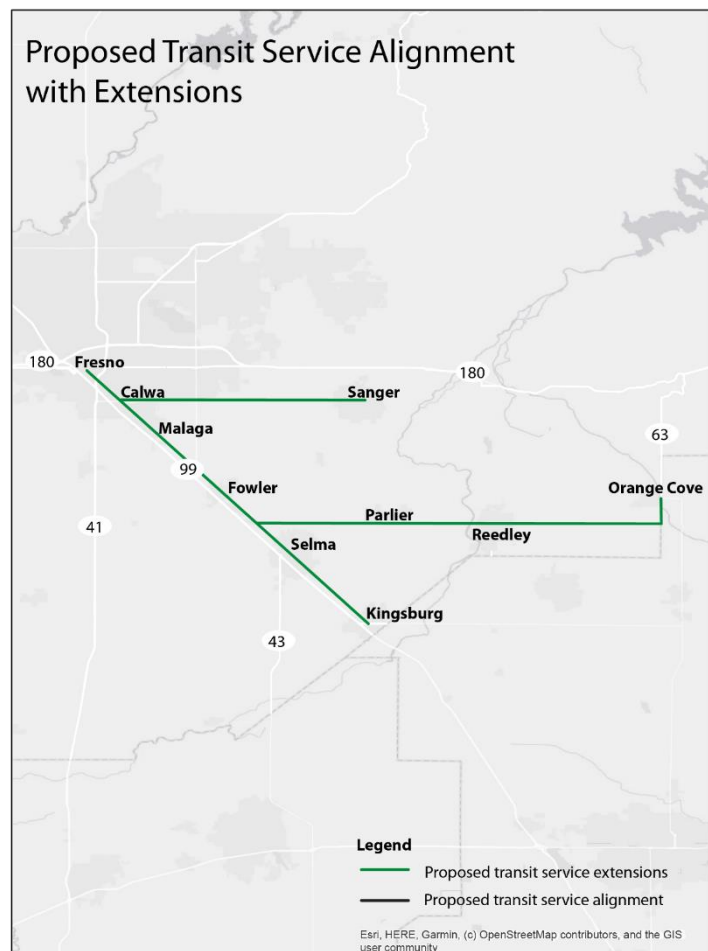 Proposed Transit Service Alignment
with Extensions
180
Fresno
180
Calwa
Sanger
63
Malaga
99
Fowler
Orange Cove
41
Parlier
Reedley
Selma
Kingsburg
43
Legend
Proposed transit service extensions
Proposed transit service alignment
Esri, HERE, Garmin, (c) OpenStreetMap contributors, and the GIS
user community